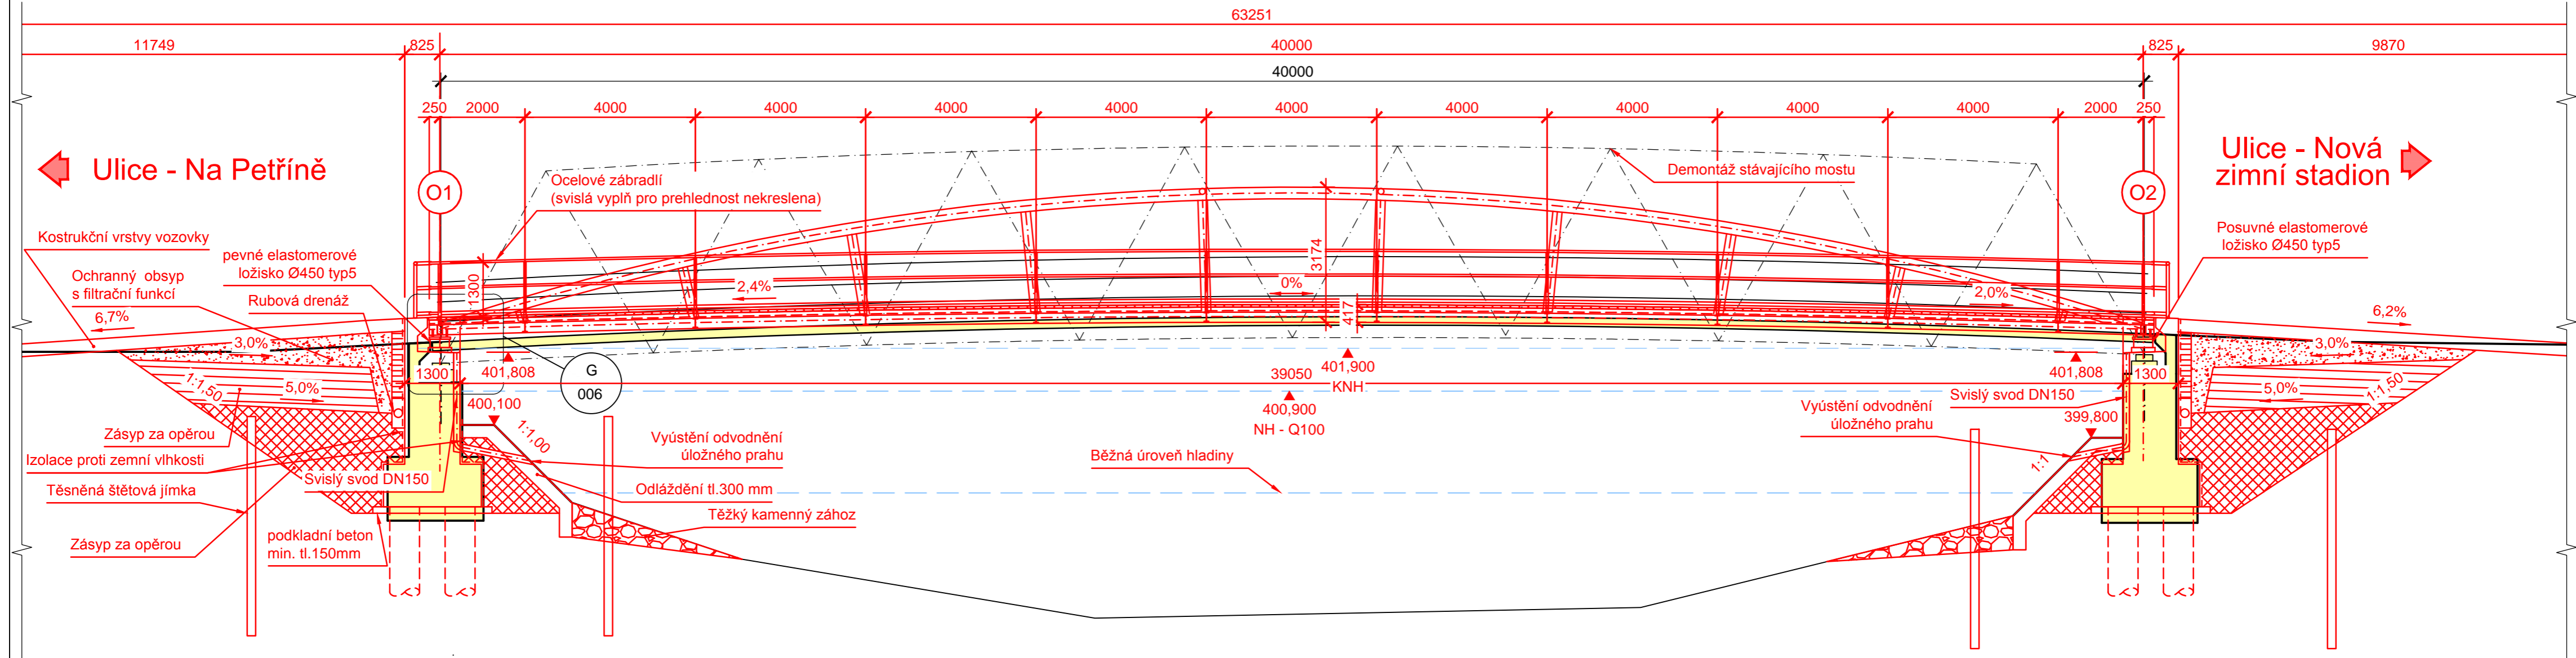 63251
11749
825
40000
825
9870
40000
250
2000
4000
4000
4000
4000
4000
4000
4000
4000
4000
2000
250
Ulice - Na Petříně
O1
Ocelové zábradlí
(svislá vyplň pro prehlednost nekreslena)
Demontáž stávajícího mostu
O2
Ulice - Nová
zimní stadion
Kostrukční vrstvy vozovky
pevné elastomerové
ložisko Ø450 typ5
Posuvné elastomerové
ložisko Ø450 typ5
Ochranný obsyp
s filtrační funkcí
Rubová drenáž
1300
2,4%
0%
3174
417
2,0%
6,7%
6,2%
3,0%
3,0%
1300
401,808
G
006
39050
401,900
KNH
401,808
1300
1:1,50
5,0%
5,0%
1:1,50
400,100
400,900
NH - Q100
Svislý svod DN150
Vyústění odvodnění
úložného prahu
399,800
Zásyp za opěrou
1:1,00
Vyústění odvodnění
úložného prahu
Běžná úroveň hladiny
1:1
Izolace proti zemní vlhkosti
Svislý svod DN150
Těsněná štětová jímka
Odláždění tl.300 mm
Těžký kamenný zához
Zásyp za opěrou
podkladní beton
min. tl.150mm